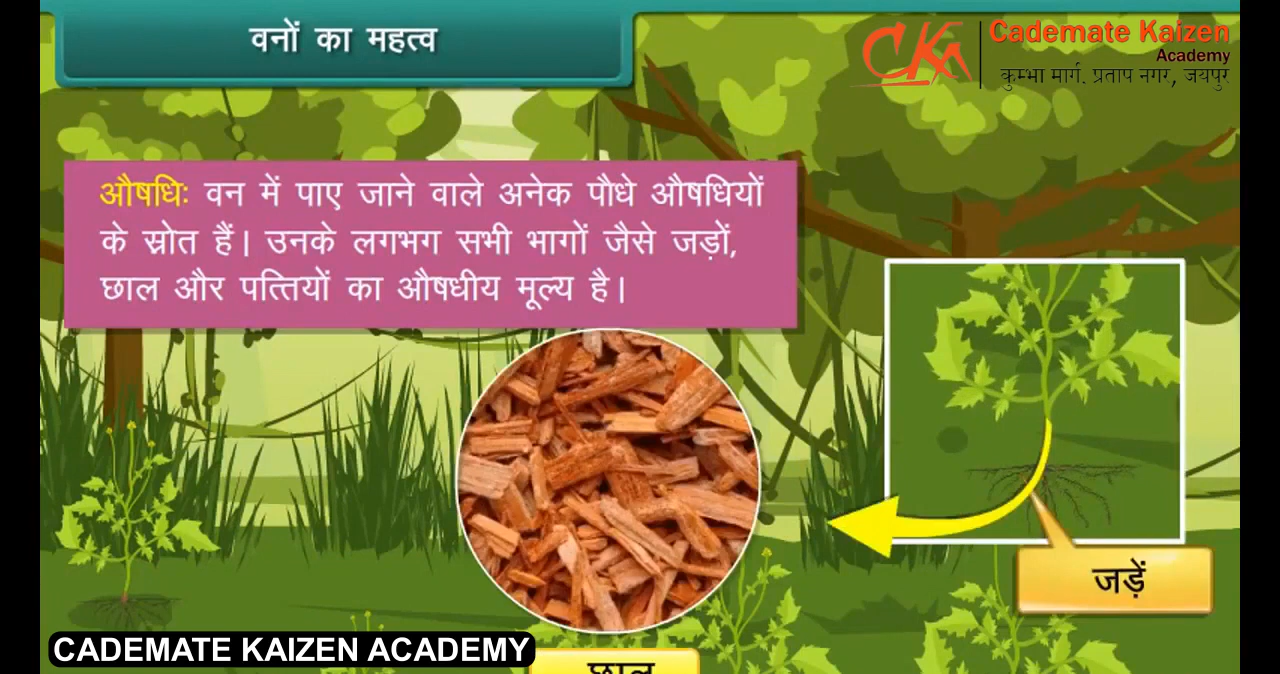 वनों का महत्व
CKA
Cademate Kaizen
Academy
कुम्भा मार्ग. प्रताप नगर, जयपुर
औषधिः वन में पाए जाने वाले अनेक पौधे औषधियों
के स्रोत हैं। उनके लगभग सभी भागों जैसे जड़ों,
छाल और पत्तियों का औषधीय मूल्य है।
जड़ें
छाल
CADEMATE KAIZEN ACADEMY